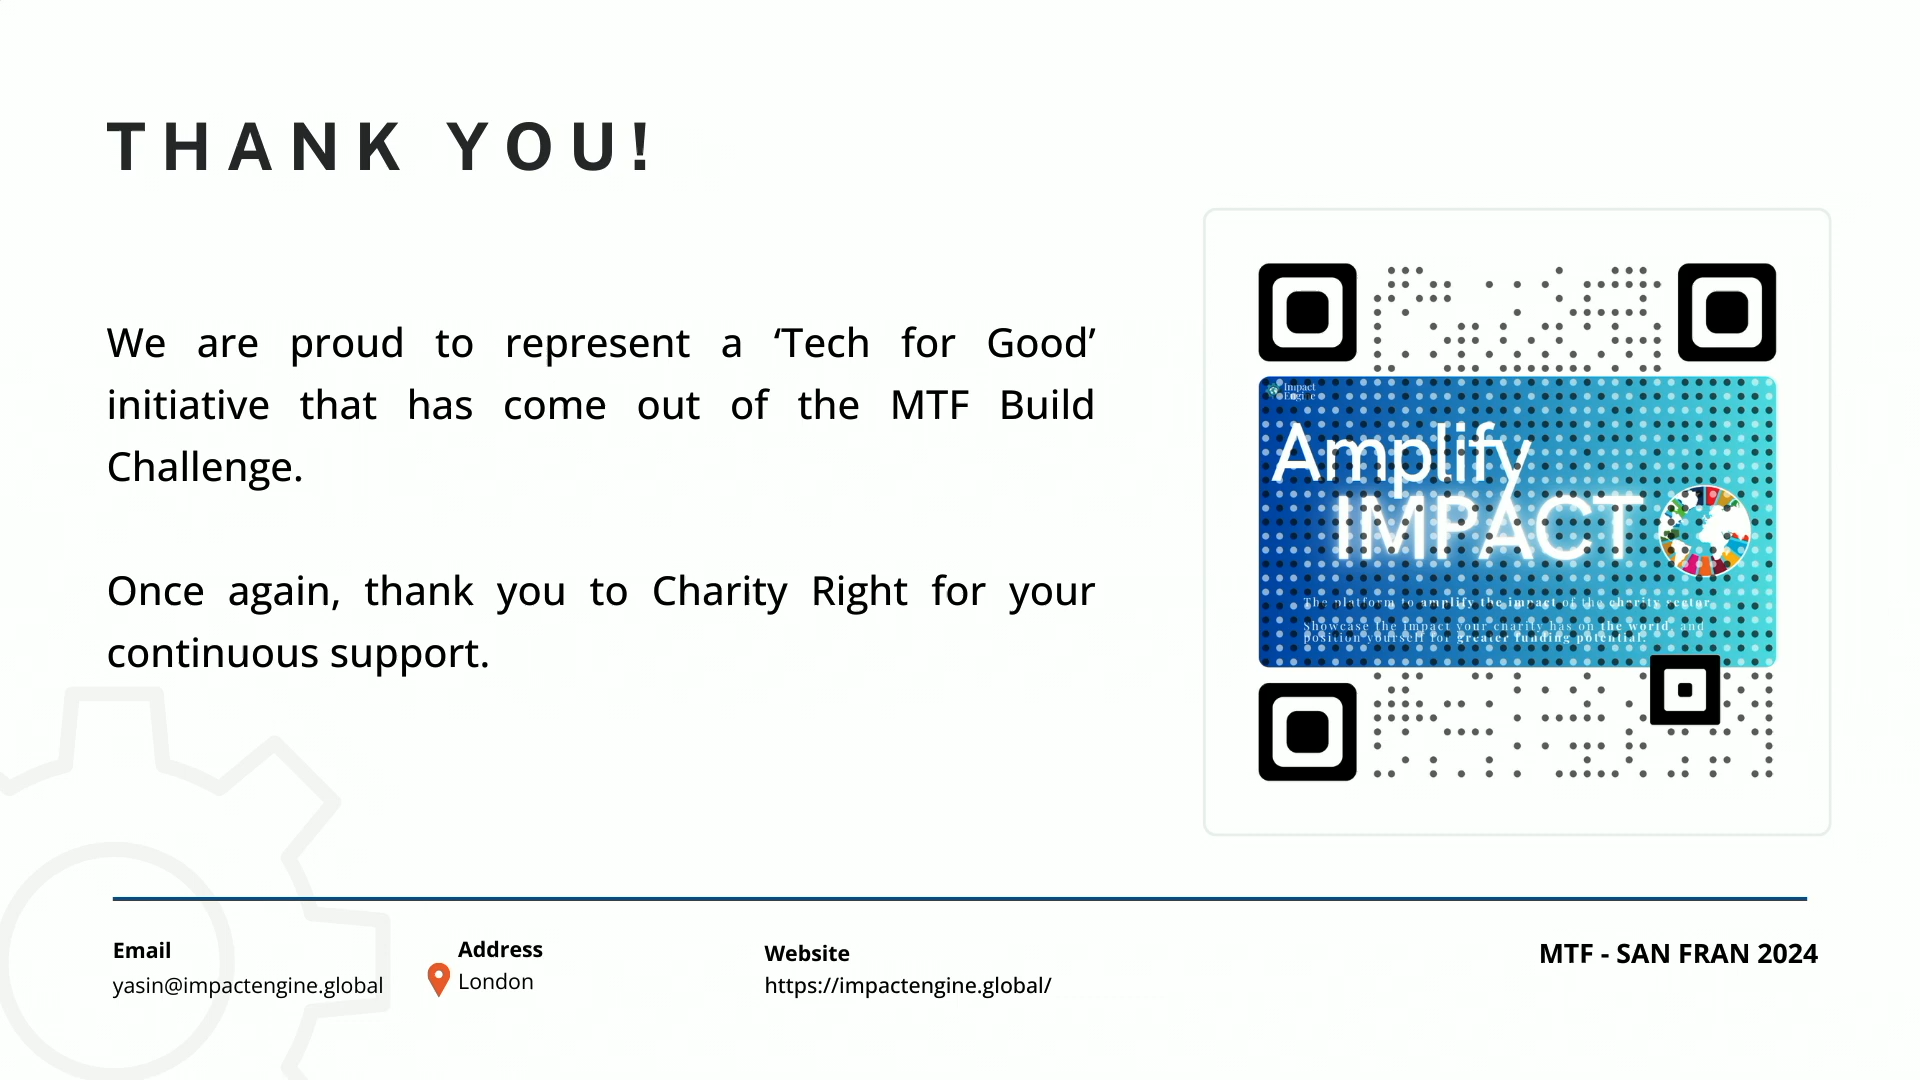 THANK YOU!
We are proud to represent a ‘Tech for Good’
initiative that has come out of the MTF Build
Challenge.
Once again, thank you to Charity Right for your
continuous support.
Impact
Engine
Amplify
IMPACT
The platform to amplify the impact of the charity sector
Showcase the impact your charity has on the world, and
position yourself for greater funding potential.
Email
yasin@impactengine.global
Address
London
Website
https://impactengine.global/
MTF - SAN FRAN 2024